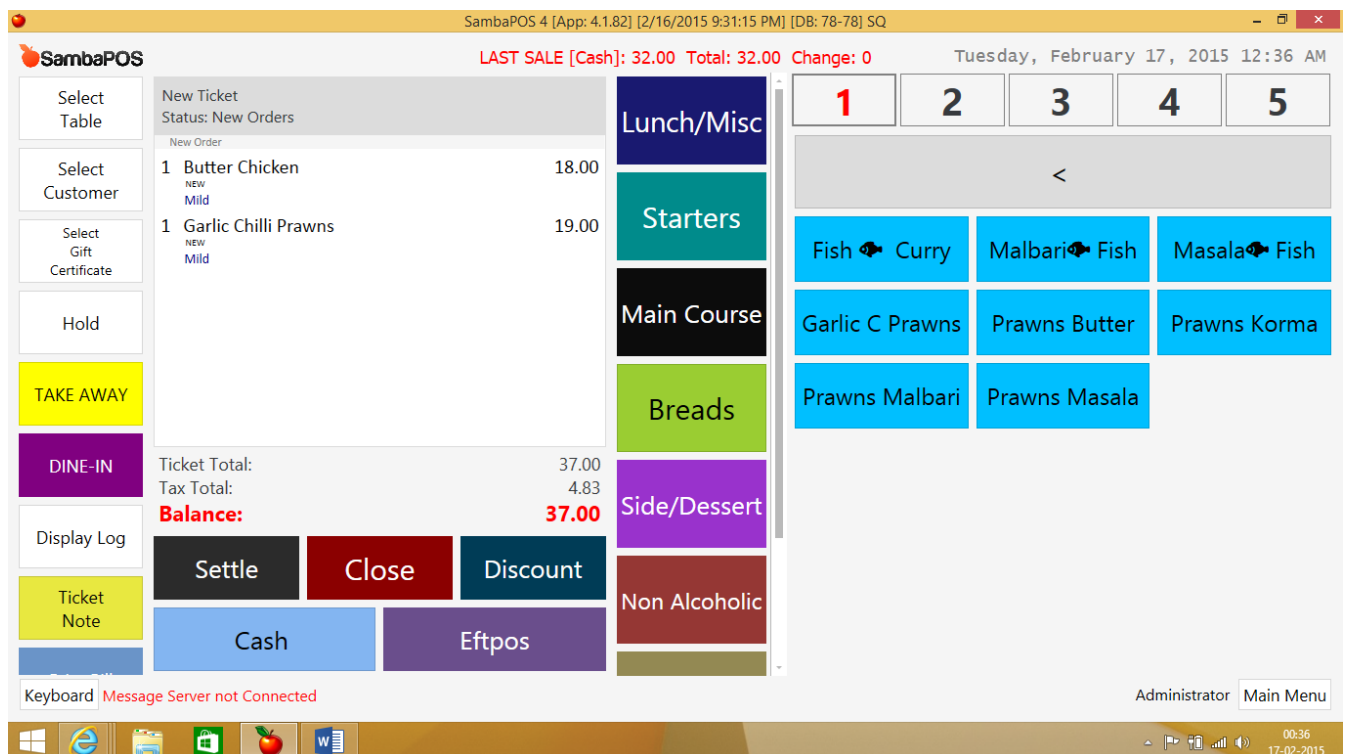 SambaPOS 4 [App: 4.1.82] [2/16/2015 9:31:15 PM] [DB: 78-78] SQ
SambaPOS
LAST SALE [Cash]: 32.00 Total: 32.00 Change: 0
Tuesday, February 17, 2015 12:36 AM
Select
Table
Select
Customer
Select
Gift
Certificate
Hold
TAKE AWAY
DINE-IN
Display Log
Ticket
Note
New Ticket
Status: New Orders
New Order
1 Butter Chicken 18.00
NEW
Mild
1 Garlic Chilli Prawns 19.00
NEW
Mild
Ticket Total: 37.00
Tax Total: 4.83
Balance: 37.00
Settle
Close
Discount
Cash
Eftpos
Lunch/Misc
Starters
Main Course
Breads
Side/Dessert
Non Alcoholic
1 2 3 4 5
<
Fish Curry
Malbari Fish
Masala Fish
Garlic C Prawns
Prawns Butter
Prawns Korma
Prawns Malbari
Prawns Masala
Keyboard
Message Server not Connected
Administrator
Main Menu
00:36
17-02-2015